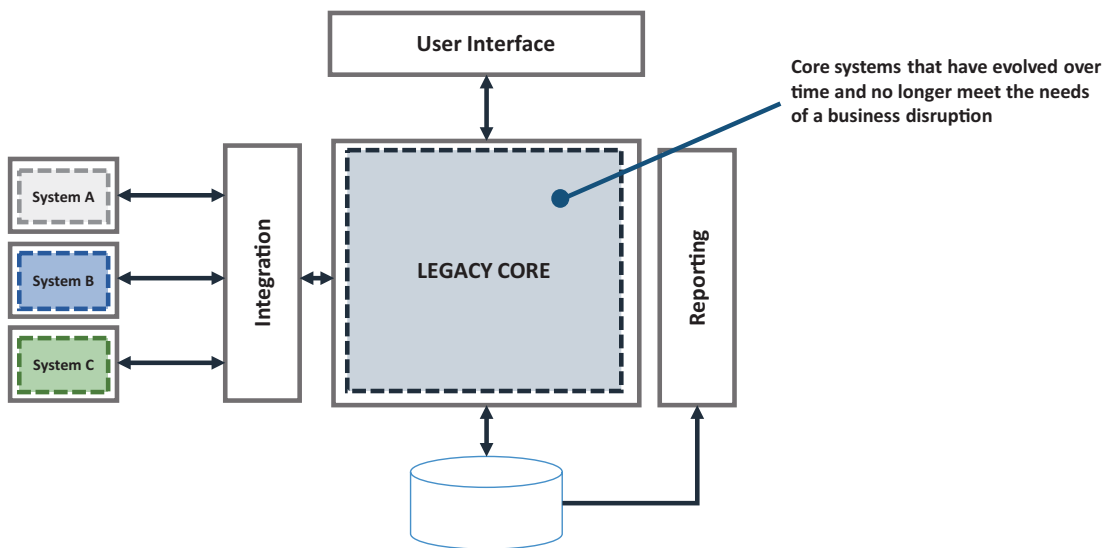 User Interface
Core systems that have evolved over
time and no longer meet the needs
of a business disruption
System A
System B
System C
Integration
LEGACY CORE
Reporting